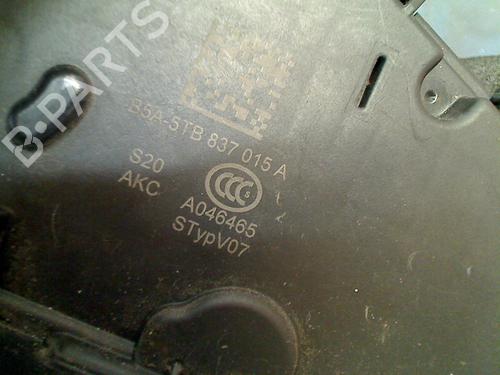 B-PARTS
B5A-5TB 837 015 A
S20
AKC
CCC S
A046465
STypV07